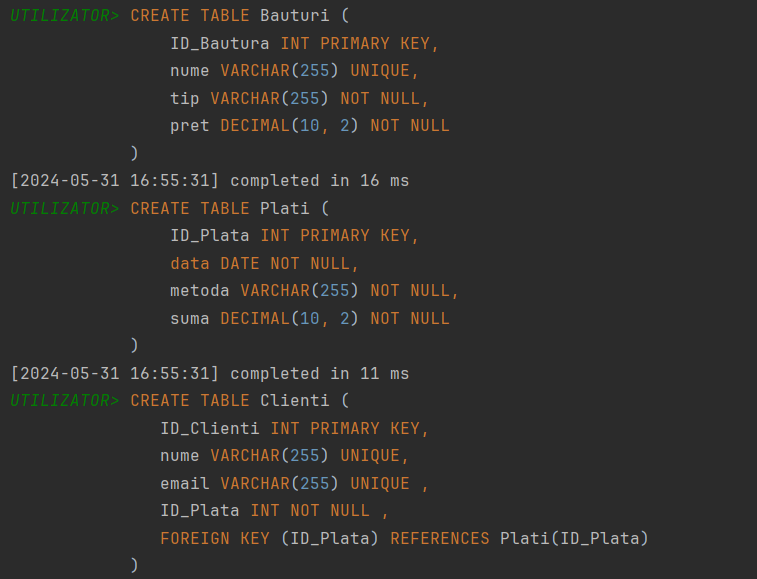 UTILIZATOR> CREATE TABLE Bauturi (
ID_Bautura INT PRIMARY KEY,
nume VARCHAR(255) UNIQUE,
tip VARCHAR(255) NOT NULL,
pret DECIMAL(10, 2) NOT NULL
)
[2024-05-31 16:55:31] completed in 16 ms
UTILIZATOR> CREATE TABLE Plati (
ID_Plata INT PRIMARY KEY,
data DATE NOT NULL,
metoda VARCHAR(255) NOT NULL,
suma DECIMAL(10, 2) NOT NULL
)
[2024-05-31 16:55:31] completed in 11 ms
UTILIZATOR> CREATE TABLE Clienti (
ID_Clienti INT PRIMARY KEY,
nume VARCHAR(255) UNIQUE,
email VARCHAR(255) UNIQUE ,
ID_Plata INT NOT NULL ,
FOREIGN KEY (ID_Plata) REFERENCES Plati(ID_Plata)
)